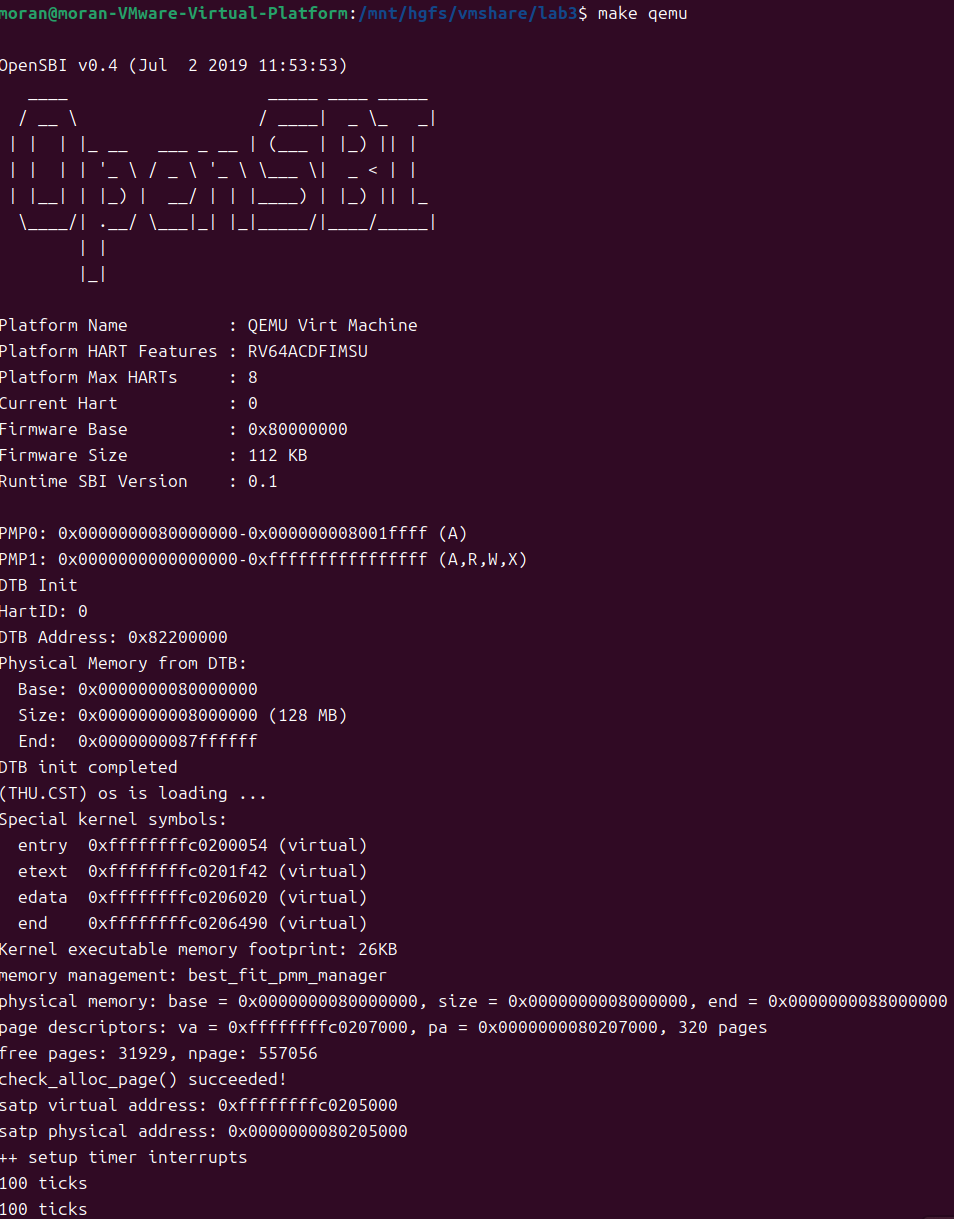 moran@moran-VMware-Virtual-Platform:/mnt/hgfs/vmshare/lab3$ make qemu

OpenSBI v0.4 (Jul  2 2019 11:53:53)
   ____                    _____ ____ _____
  / __ \                  / ____|  _ \_   _|
 | |  | |_ __   ___ _ __ | (___ | |_) || |
 | |  | | '_ \ / _ \ '_ \ \___ \|  _ < | |
 | |__| | |_) |  __/ | | |____) | |_) || |_
  \____/| .__/ \___|_| |_|_____/|____/_____|
        | |
        |_|

Platform Name          : QEMU Virt Machine
Platform HART Features : RV64ACDFIMSU
Platform Max HARTs     : 8
Current Hart           : 0
Firmware Base          : 0x80000000
Firmware Size          : 112 KB
Runtime SBI Version    : 0.1

PMP0: 0x0000000080000000-0x000000008001ffff (A)
PMP1: 0x0000000000000000-0xffffffffffffffff (A,R,W,X)
DTB Init
HartID: 0
DTB Address: 0x82200000
Physical Memory from DTB:
  Base: 0x0000000080000000
  Size: 0x0000000008000000 (128 MB)
  End:  0x0000000087ffffff
DTB init completed
(THU.CST) os is loading ...
Special kernel symbols:
  entry  0xffffffffc0200054 (virtual)
  etext  0xffffffffc0201f42 (virtual)
  edata  0xffffffffc0206020 (virtual)
  end    0xffffffffc0206490 (virtual)
Kernel executable memory footprint: 26KB
memory management: best_fit_pmm_manager
physical memory: base = 0x0000000080000000, size = 0x0000000008000000, end = 0x0000000088000000
page descriptors: va = 0xffffffffc0207000, pa = 0x0000000080207000, 320 pages
free pages: 31929, npage: 557056
check_alloc_page() succeeded!
satp virtual address: 0xffffffffc0205000
satp physical address: 0x0000000080205000
++ setup timer interrupts
100 ticks
100 ticks